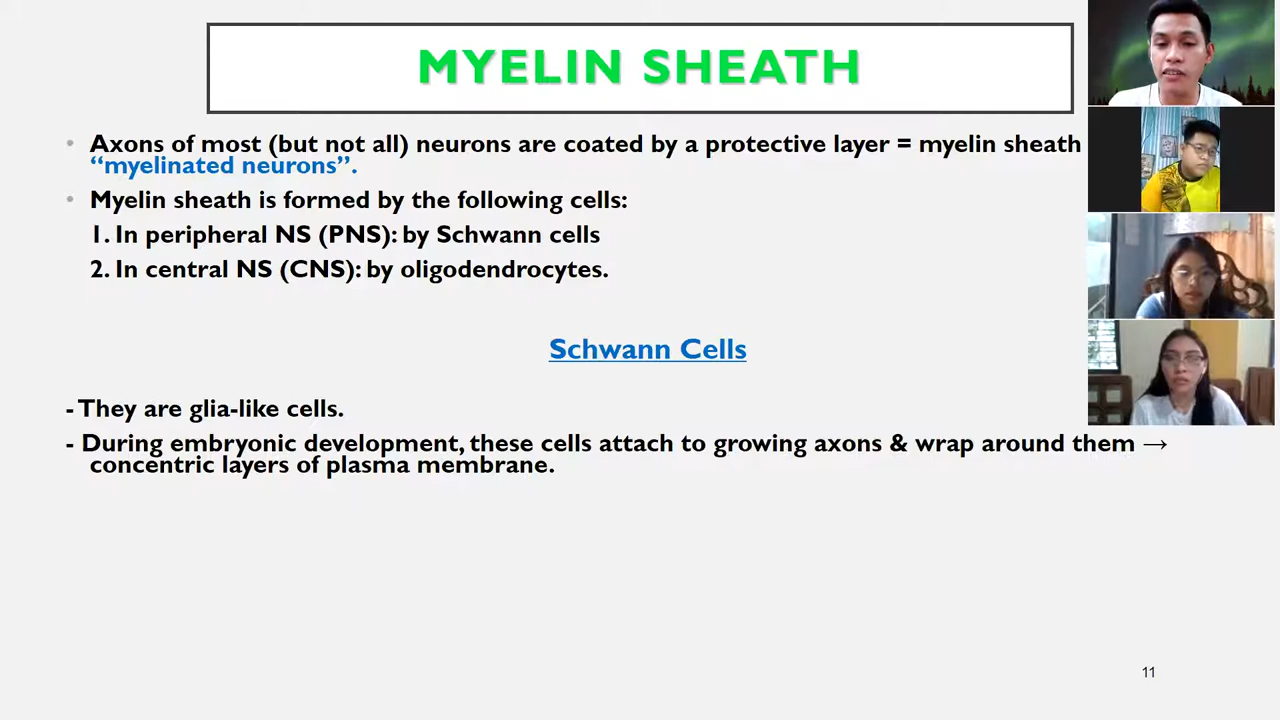 MYELIN SHEATH
• Axons of most (but not all) neurons are coated by a protective layer = myelin sheath
“myelinated neurons”.
• Myelin sheath is formed by the following cells:
1. In peripheral NS (PNS): by Schwann cells
2. In central NS (CNS): by oligodendrocytes.
Schwann Cells
- They are glia-like cells.
- During embryonic development, these cells attach to growing axons & wrap around them →
concentric layers of plasma membrane.
11